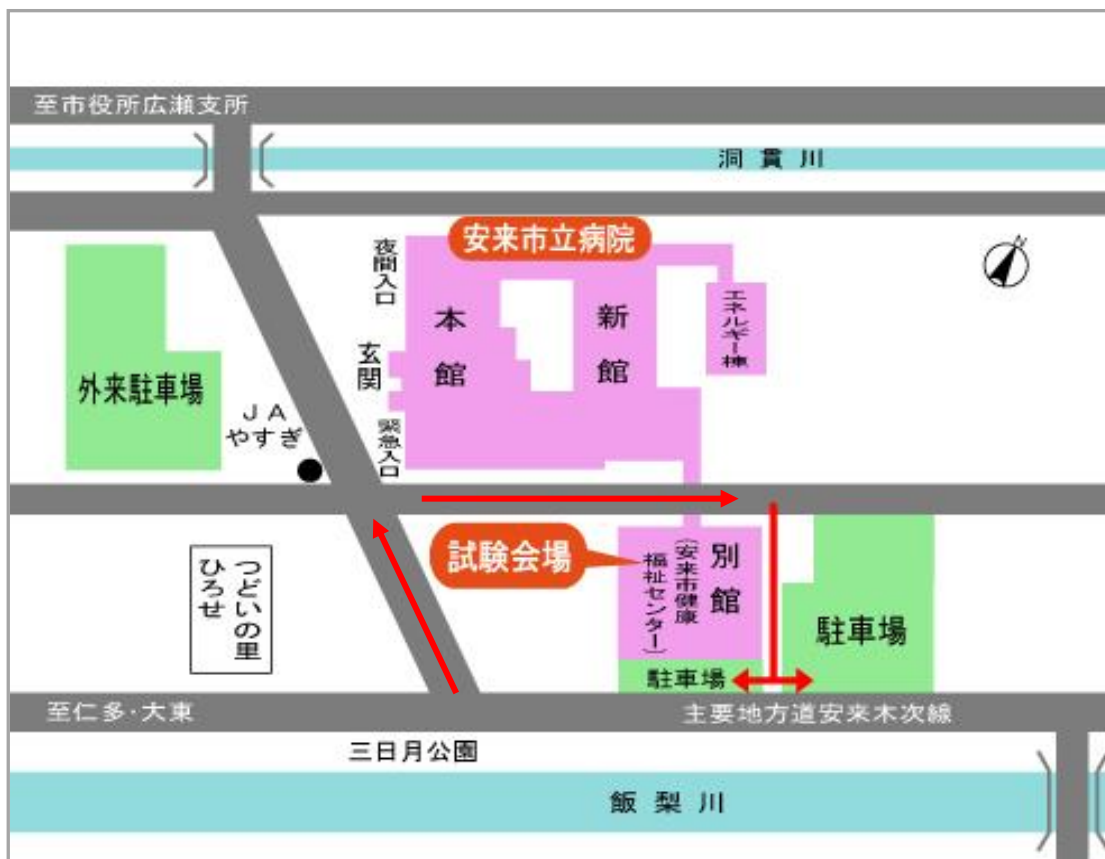 至市役所広瀬支所
洞貫川
安来市立病院
N
夜間入口
本館
新館
エネルギー棟
玄関
外来駐車場
JA
やすぎ
緊急入口
試験会場
別館
(安来市健康
福祉センター)
つどいの里
ひろせ
駐車場
駐車場
至仁多・大東
主要地方道安来木次線
三日月公園
飯梨川